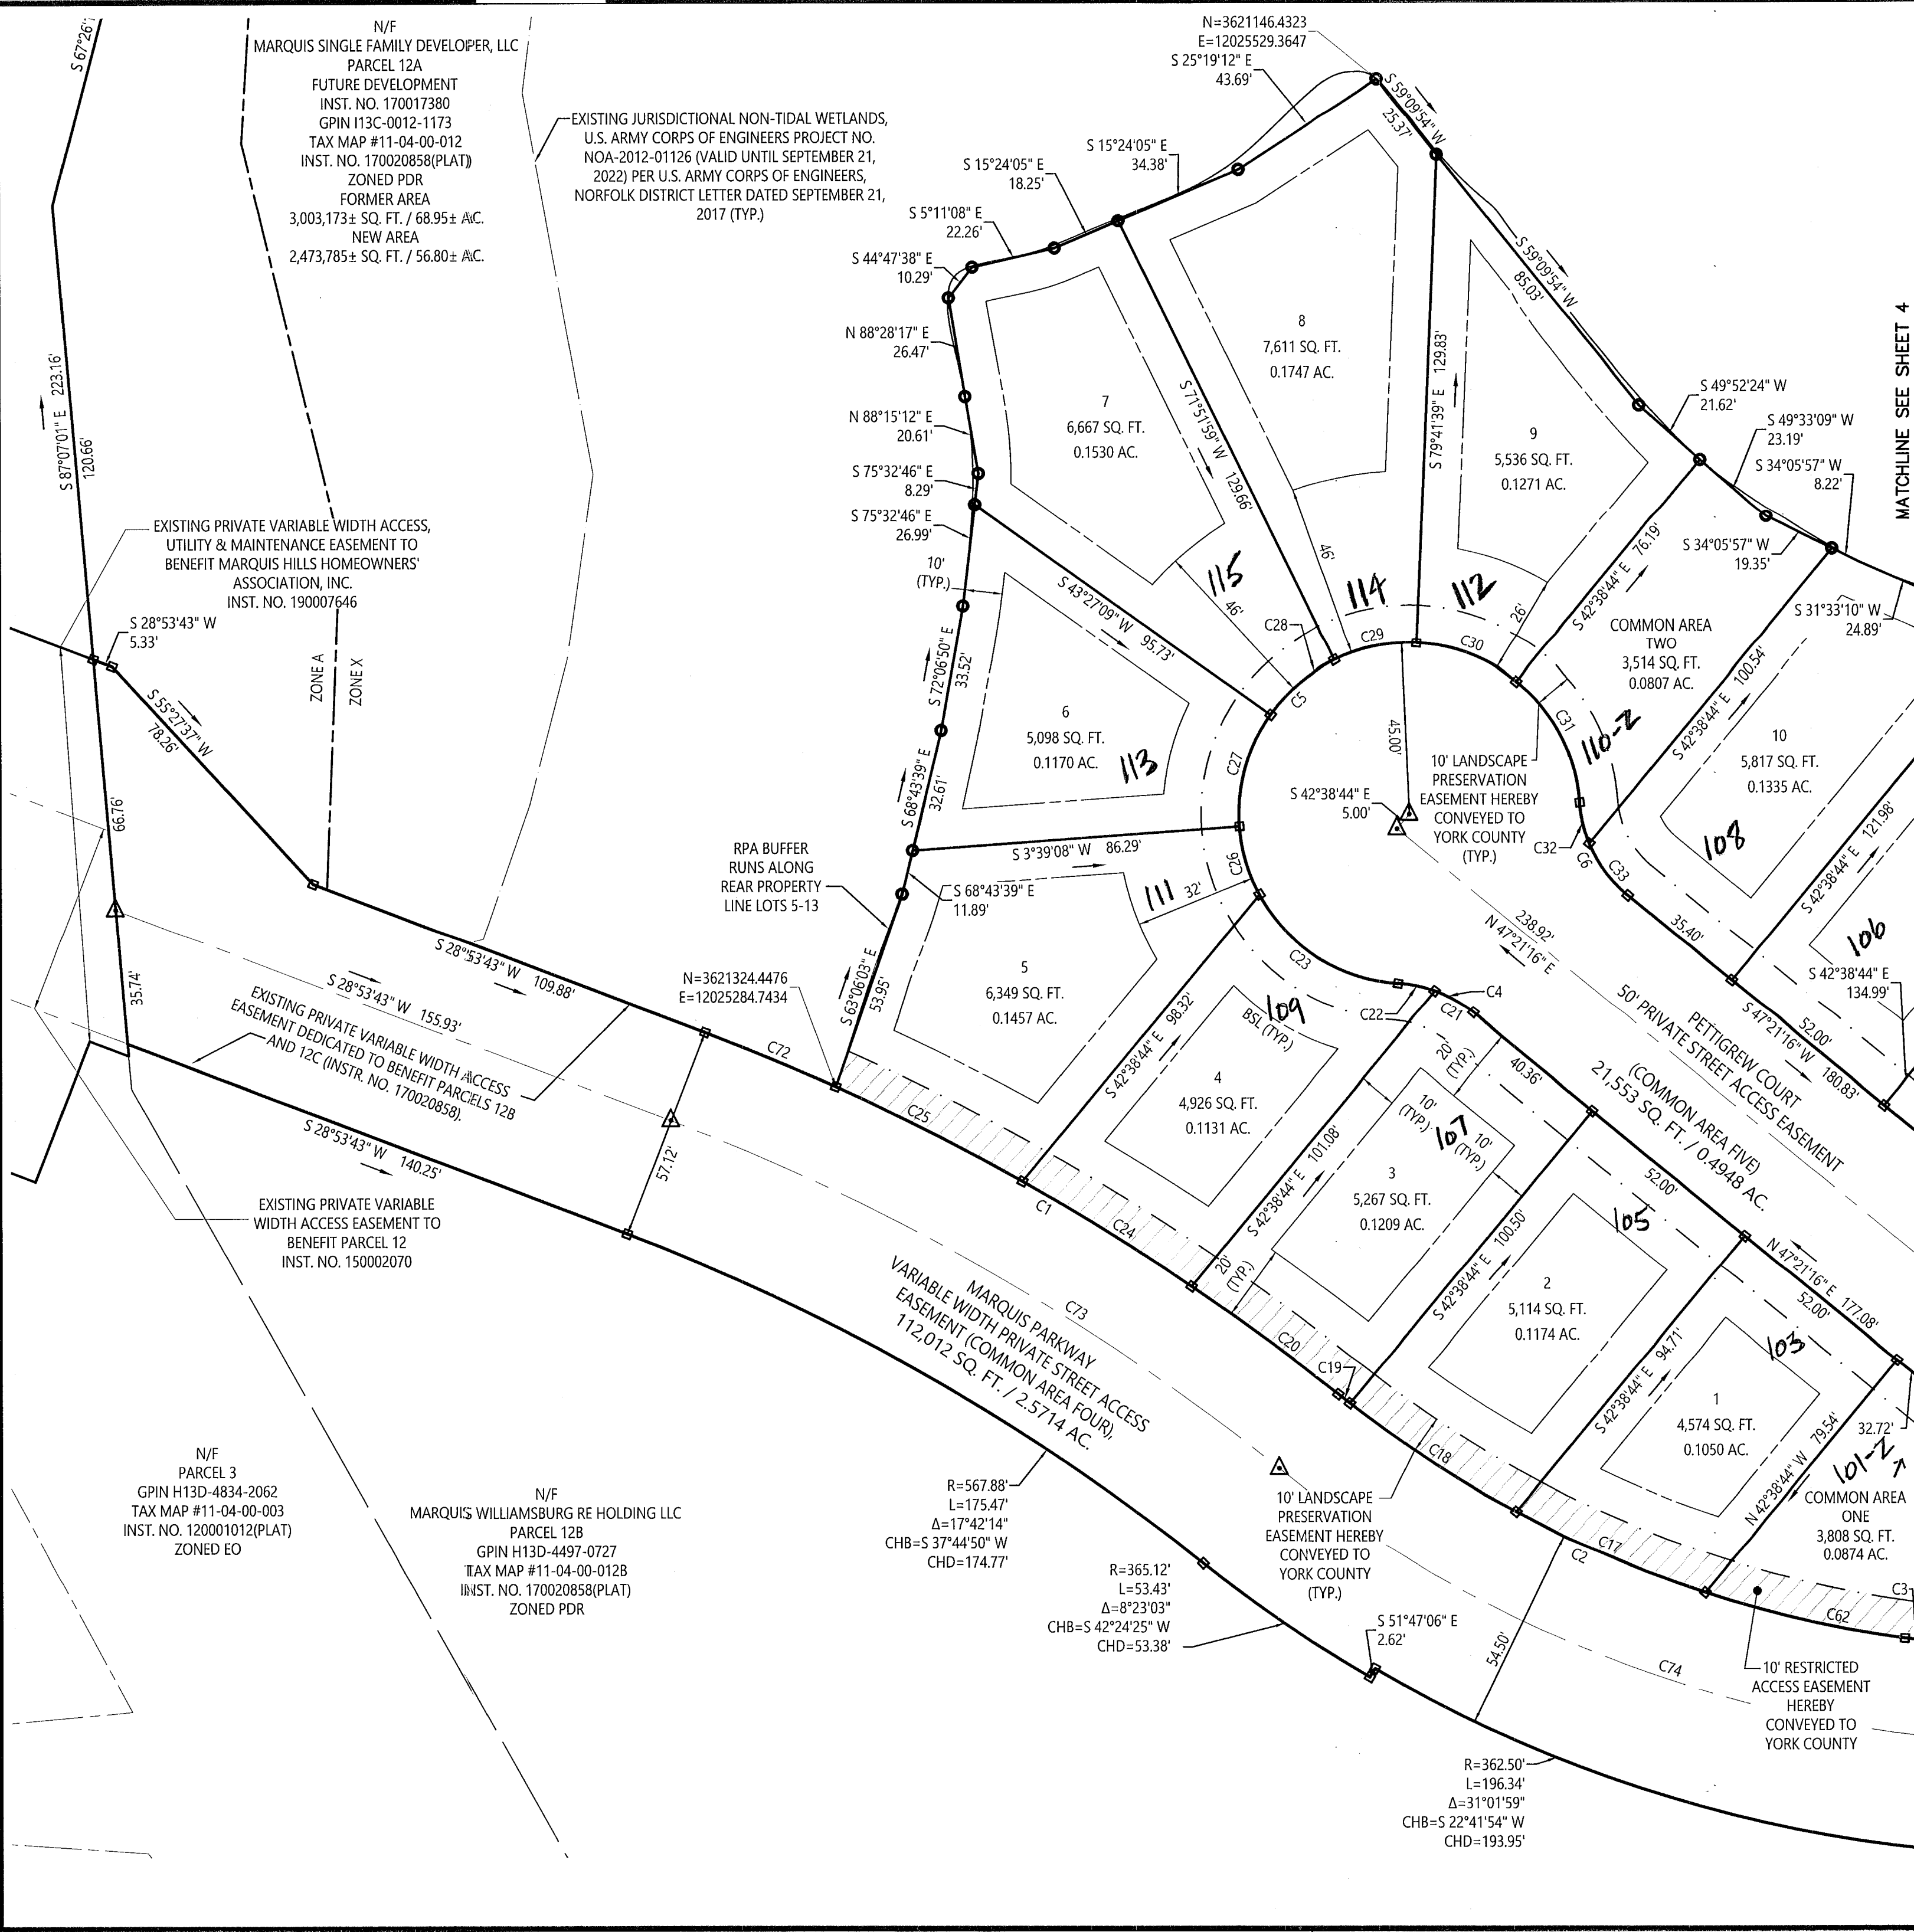 N/F
MARQUIS SINGLE FAMILY DEVELOPER, LLC
PARCEL 12A
FUTURE DEVELOPMENT
INST. NO. 170017380
GPIN I13C-0012-1173
TAX MAP #11-04-00-012
INST. NO. 170020858(PLAT)
ZONED PDR
FORMER AREA
3,003,173± SQ. FT. / 68.95± AC.
NEW AREA
2,473,785± SQ. FT. / 56.80± AC.
S 67°26'
EXISTING JURISDICTIONAL NON-TIDAL WETLANDS,
U.S. ARMY CORPS OF ENGINEERS PROJECT NO.
NOA-2012-01126 (VALID UNTIL SEPTEMBER 21,
2022) PER U.S. ARMY CORPS OF ENGINEERS,
NORFOLK DISTRICT LETTER DATED SEPTEMBER 21,
2017 (TYP.)
N=3621146.4323
E=12025529.3647
S 25°19'12" E
43.69'
S 59°09'54" W
25.37'
S 15°24'05" E
34.38'
S 15°24'05" E
18.25'
S 5°11'08" E
22.26'
S 44°47'38" E
10.29'
N 88°28'17" E
26.47'
N 88°15'12" E
20.61'
S 75°32'46" E
8.29'
S 75°32'46" E
26.99'
10'
(TYP.)
S 59°09'54" W
85.03'
S 49°52'24" W
21.62'
S 49°33'09" W
23.19'
S 34°05'57" W
8.22'
S 34°05'57" W
19.35'
S 31°33'10" W
24.89'
MATCHLINE SEE SHEET 4
8
7,611 SQ. FT.
0.1747 AC.
7
6,667 SQ. FT.
0.1530 AC.
9
5,536 SQ. FT.
0.1271 AC.
S 71°51'59" W 129.66'
S 79°41'39" E 129.83'
S 42°38'44" E 76.19'
COMMON AREA
TWO
3,514 SQ. FT.
0.0807 AC.
S 42°38'44" E 100.54'
10
5,817 SQ. FT.
0.1335 AC.
S 42°38'44" E 121.98'
115
114
112
110-Z
108
106
46'
46'
26'
C28
C29
C30
C5
C31
C27
C26
C32
C6
C33
S 43°27'09" W 95.73'
S 72°06'50" E
33.52'
S 68°43'39" E
32.61'
6
5,098 SQ. FT.
0.1170 AC.
113
45.00'
S 42°38'44" E
5.00'
10' LANDSCAPE
PRESERVATION
EASEMENT HEREBY
CONVEYED TO
YORK COUNTY
(TYP.)
S 87°07'01" E 223.16'
120.66'
EXISTING PRIVATE VARIABLE WIDTH ACCESS,
UTILITY & MAINTENANCE EASEMENT TO
BENEFIT MARQUIS HILLS HOMEOWNERS'
ASSOCIATION, INC.
INST. NO. 190007646
S 28°53'43" W
5.33'
ZONE A
ZONE X
S 55°27'37" W
78.26'
66.76'
35.74'
RPA BUFFER
RUNS ALONG
REAR PROPERTY
LINE LOTS 5-13
S 3°39'08" W 86.29'
S 68°43'39" E
11.89'
111
32'
5
6,349 SQ. FT.
0.1457 AC.
S 63°06'03" E
53.95'
N=3621324.4476
E=12025284.7434
S 28°53'43" W 109.88'
S 28°53'43" W 155.93'
EXISTING PRIVATE VARIABLE WIDTH ACCESS
EASEMENT DEDICATED TO BENEFIT PARCELS 12B
AND 12C (INSTR. NO. 170020858).
S 28°53'43" W 140.25'
EXISTING PRIVATE VARIABLE
WIDTH ACCESS EASEMENT TO
BENEFIT PARCEL 12
INST. NO. 150002070
57.12'
C72
C25
C1
C24
C23
C22
C4
C21
S 42°38'44" E 98.32'
109
BSL (TYP.)
4
4,926 SQ. FT.
0.1131 AC.
20'
(TYP.)
40.36'
238.92'
N 47°21'16" E
35.40'
S 42°38'44" E
134.99'
S 47°21'16" W 180.83'
52.00'
50' PRIVATE STREET ACCESS EASEMENT
PETTIGREW COURT
(COMMON AREA FIVE)
21,553 SQ. FT. / 0.4948 AC.
S 42°38'44" E 101.08'
10'
(TYP.)
107
10'
(TYP.)
3
5,267 SQ. FT.
0.1209 AC.
20'
(TYP.)
52.00'
105
S 42°38'44" E 100.50'
2
5,114 SQ. FT.
0.1174 AC.
N 47°21'16" E 177.08'
52.00'
103
S 42°38'44" E 94.71'
1
4,574 SQ. FT.
0.1050 AC.
N 42°38'44" W 79.54'
32.72'
101-Z
COMMON AREA
ONE
3,808 SQ. FT.
0.0874 AC.
C3
C62
C73
C20
C19
C18
C17
C2
C74
MARQUIS PARKWAY
VARIABLE WIDTH PRIVATE STREET ACCESS
EASEMENT (COMMON AREA FOUR),
112,012 SQ. FT. / 2.5714 AC.
10' LANDSCAPE
PRESERVATION
EASEMENT HEREBY
CONVEYED TO
YORK COUNTY
(TYP.)
N/F
PARCEL 3
GPIN H13D-4834-2062
TAX MAP #11-04-00-003
INST. NO. 120001012(PLAT)
ZONED EO
N/F
MARQUIS WILLIAMSBURG RE HOLDING LLC
PARCEL 12B
GPIN H13D-4497-0727
TAX MAP #11-04-00-012B
INST. NO. 170020858(PLAT)
ZONED PDR
R=567.88'
L=175.47'
Δ=17°42'14"
CHB=S 37°44'50" W
CHD=174.77'
R=365.12'
L=53.43'
Δ=8°23'03"
CHB=S 42°24'25" W
CHD=53.38'
S 51°47'06" E
2.62'
54.50'
10' RESTRICTED
ACCESS EASEMENT
HEREBY
CONVEYED TO
YORK COUNTY
R=362.50'
L=196.34'
Δ=31°01'59"
CHB=S 22°41'54" W
CHD=193.95'